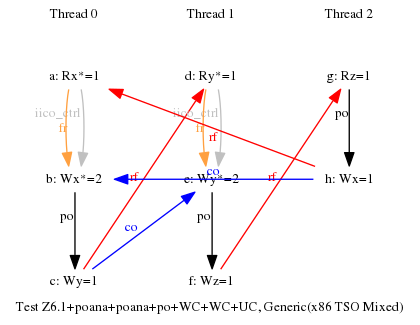 Thread 0 Thread 1 Thread 2
a: Rx*=1 d: Ry*=1 g: Rz=1
iico_ctrl iico_ctrl po
fr fr rf
b: Wx*=2 rf e: Wy*=2 co rf h: Wx=1
po po
co
c: Wy=1 f: Wz=1
Test Z6.1+poana+poana+po+WC+WC+UC, Generic(x86 TSO Mixed)